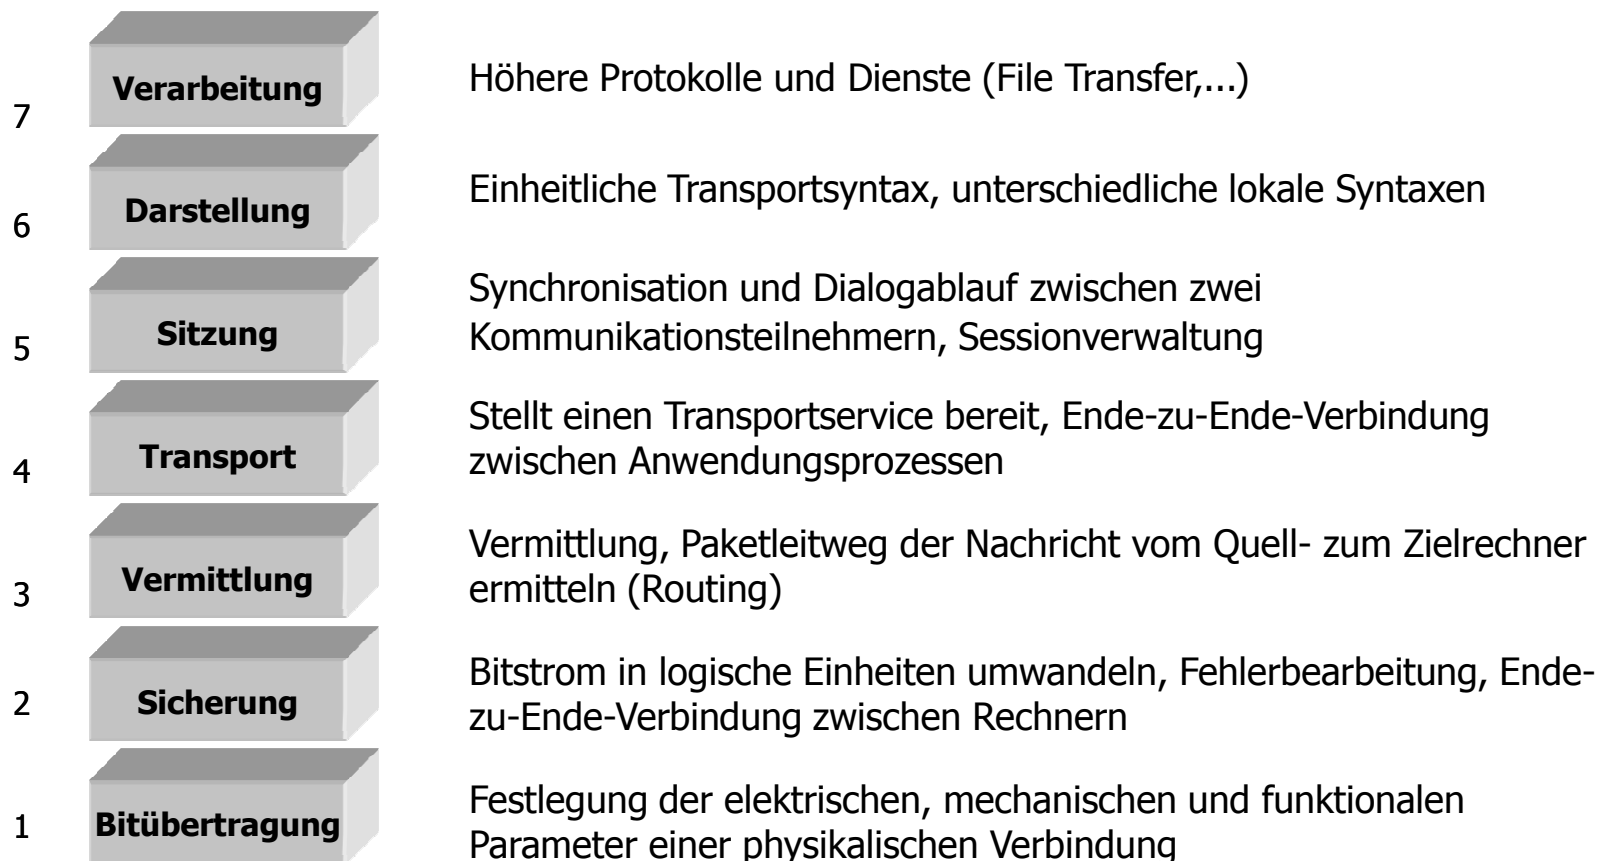 Verarbeitung
Höhere Protokolle und Dienste (File Transfer,...)
7
Darstellung
Einheitliche Transportsyntax, unterschiedliche lokale Syntaxen
6
Sitzung
Synchronisation und Dialogablauf zwischen zwei
Kommunikationsteilnehmern, Sessionverwaltung
5
Transport
Stellt einen Transportservice bereit, Ende-zu-Ende-Verbindung
zwischen Anwendungsprozessen
4
Vermittlung
Vermittlung, Paketleitweg der Nachricht vom Quell- zum Zielrechner
ermitteln (Routing)
3
Sicherung
Bitstrom in logische Einheiten umwandeln, Fehlerbearbeitung, Ende-
zu-Ende-Verbindung zwischen Rechnern
2
Bitübertragung
Festlegung der elektrischen, mechanischen und funktionalen
Parameter einer physikalischen Verbindung
1